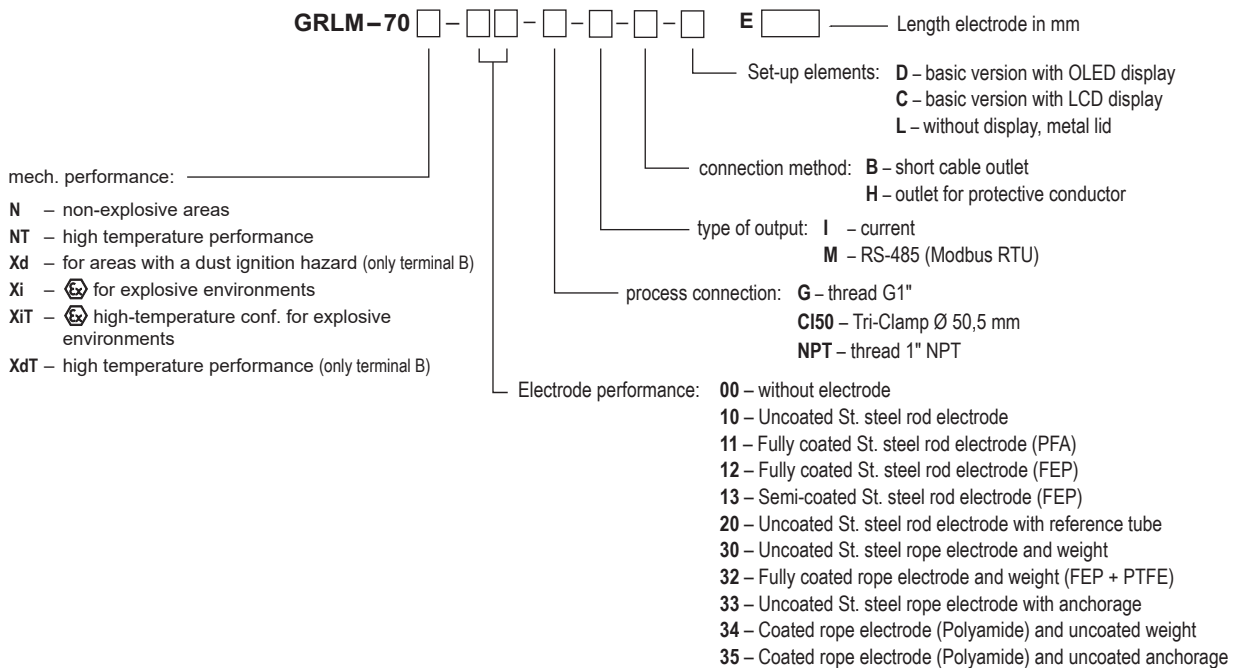 GRLM–70 – – – – – E Length electrode in mm
Set-up elements: D – basic version with OLED display
C – basic version with LCD display
L – without display, metal lid
connection method: B – short cable outlet
H – outlet for protective conductor
type of output: I – current
M – RS-485 (Modbus RTU)
process connection: G – thread G1"
Cl50 – Tri-Clamp Ø 50,5 mm
NPT – thread 1" NPT
mech. performance:
N – non-explosive areas
NT – high temperature performance
Xd – for areas with a dust ignition hazard (only terminal B)
Xi – Ex for explosive environments
XiT – Ex high-temperature conf. for explosive
environments
XdT – high temperature performance (only terminal B)
Electrode performance: 00 – without electrode
10 – Uncoated St. steel rod electrode
11 – Fully coated St. steel rod electrode (PFA)
12 – Fully coated St. steel rod electrode (FEP)
13 – Semi-coated St. steel rod electrode (FEP)
20 – Uncoated St. steel rod electrode with reference tube
30 – Uncoated St. steel rope electrode and weight
32 – Fully coated rope electrode and weight (FEP + PTFE)
33 – Uncoated St. steel rope electrode with anchorage
34 – Coated rope electrode (Polyamide) and uncoated weight
35 – Coated rope electrode (Polyamide) and uncoated anchorage